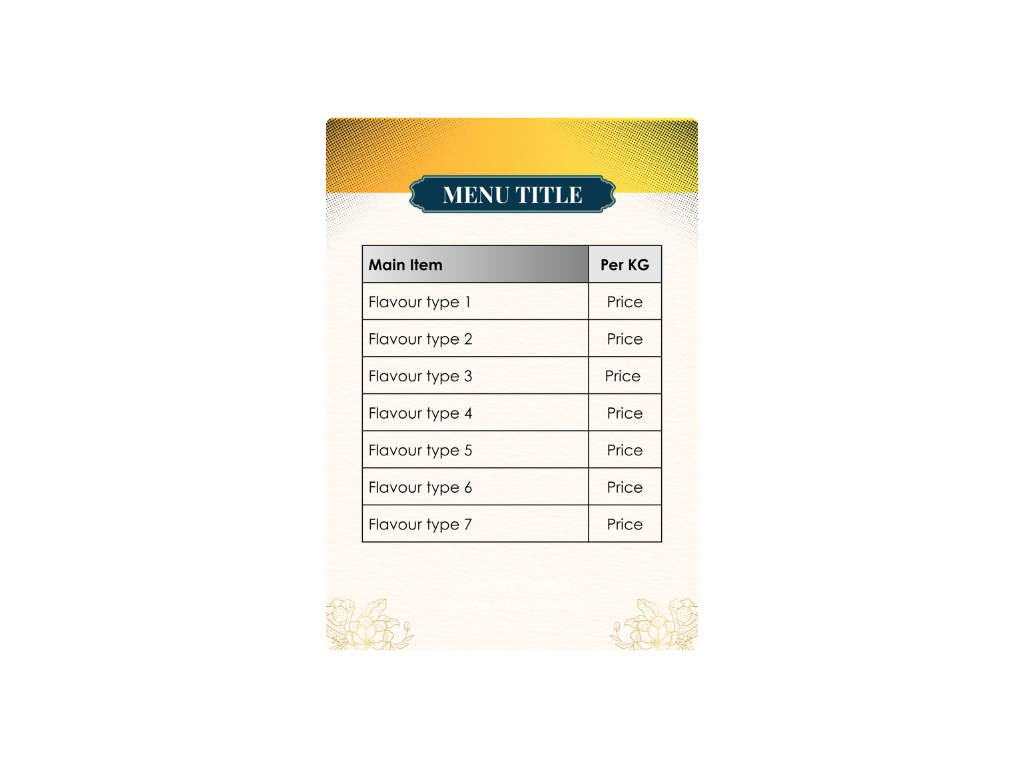 MENU TITLE
Main Item Per KG
Flavour type 1 Price
Flavour type 2 Price
Flavour type 3 Price
Flavour type 4 Price
Flavour type 5 Price
Flavour type 6 Price
Flavour type 7 Price